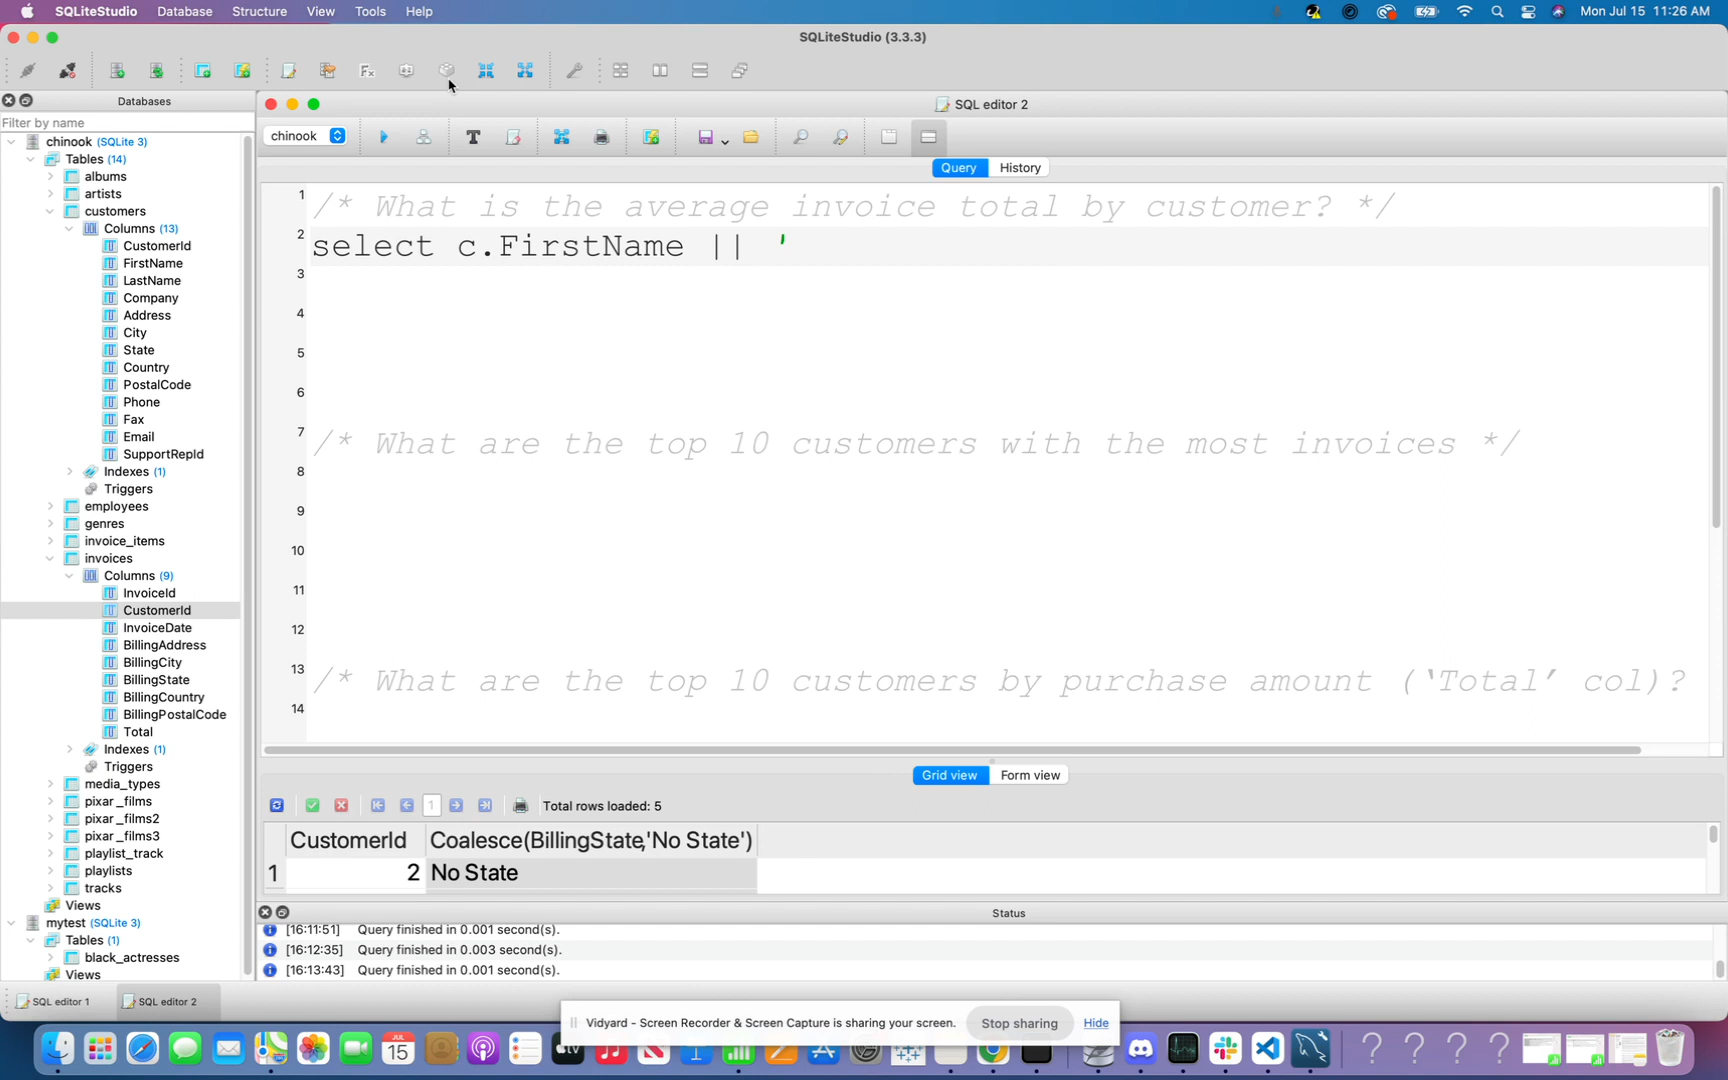 SQLiteStudio Database Structure View Tools Help Mon Jul 15 11:26 AM
SQLiteStudio (3.3.3)
Databases
Filter by name
chinook (SQLite 3)
Tables (14)
albums
artists
customers
Columns (13)
CustomerId
FirstName
LastName
Company
Address
City
State
Country
PostalCode
Phone
Fax
Email
SupportRepId
Indexes (1)
Triggers
employees
genres
invoice_items
invoices
Columns (9)
InvoiceId
CustomerId
InvoiceDate
BillingAddress
BillingCity
BillingState
BillingCountry
BillingPostalCode
Total
Indexes (1)
Triggers
media_types
pixar_films
pixar_films2
pixar_films3
playlist_track
playlists
tracks
Views
mytest (SQLite 3)
Tables (1)
black_actresses
Views
SQL editor 2
chinook
Query History
1 /* What is the average invoice total by customer? */
2 select c.FirstName || '
3
4
5
6
7 /* What are the top 10 customers with the most invoices */
8
9
10
11
12
13 /* What are the top 10 customers by purchase amount (‘Total’ col)?
14
Grid view Form view
1 Total rows loaded: 5
CustomerId Coalesce(BillingState,'No State')
1 2 No State
Status
[16:11:51] Query finished in 0.001 second(s).
[16:12:35] Query finished in 0.003 second(s).
[16:13:43] Query finished in 0.001 second(s).
SQL editor 1 SQL editor 2
Vidyard - Screen Recorder & Screen Capture is sharing your screen. Stop sharing Hide
JUL
15
tv